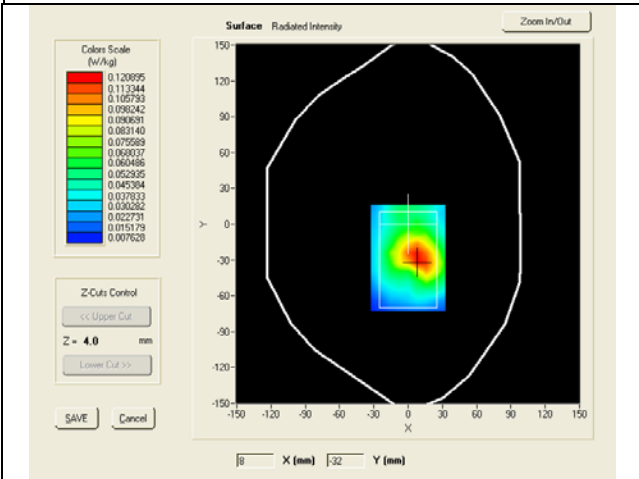 Surface Radiated Intensity
Zoom In/Out
Colors Scale
(W/kg)
0.120895
0.113344
0.105793
0.098242
0.090691
0.083140
0.075589
0.068037
0.060486
0.052935
0.045384
0.037833
0.030282
0.022731
0.015179
0.007628
150
120
90
60
30
0
-30
-60
-90
-120
-150
Y
-150 -120 -90 -60 -30 0 30 60 90 120 150
X
Z-Cuts Control
<< Upper Cut
Z = 4.0 mm
Lower Cut >>
SAVE Cancel
8 X (mm) -32 Y (mm)